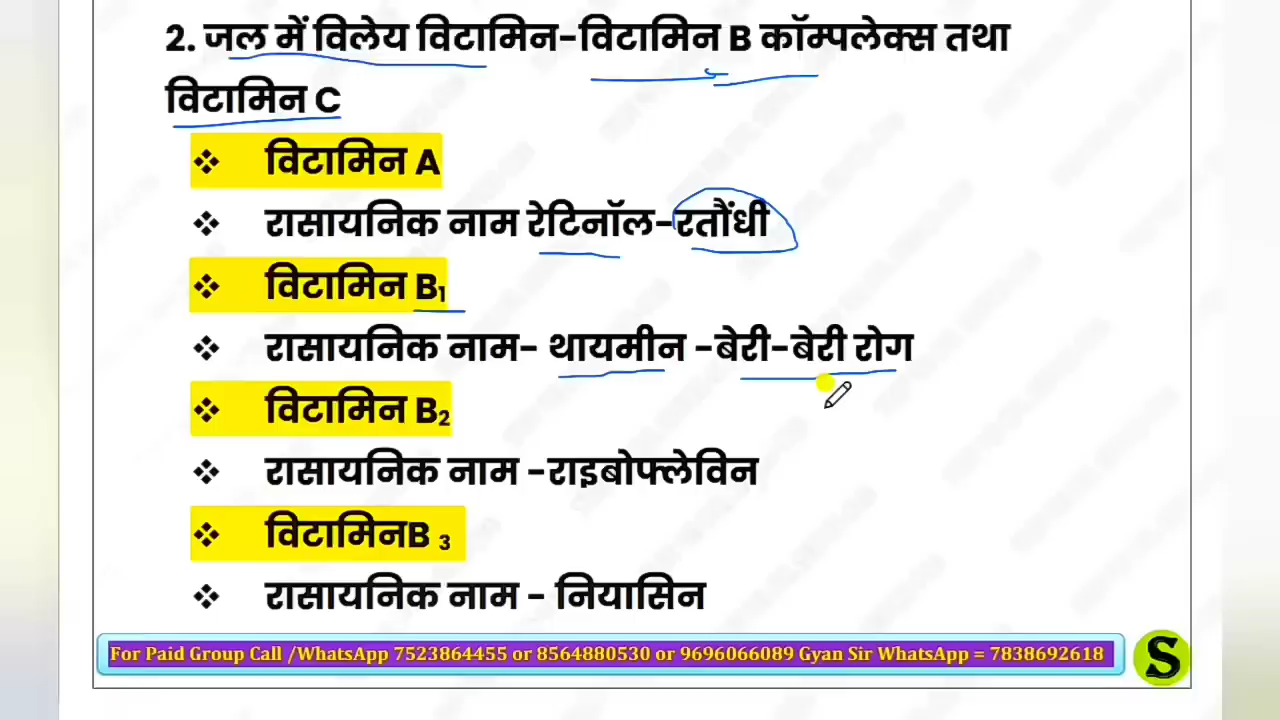 2. जल में विलेय विटामिन-विटामिन B कॉम्पलेक्स तथा
विटामिन C
❖ विटामिन A
❖ रासायनिक नाम रेटिनॉल-रतौंधी
❖ विटामिन B₁
❖ रासायनिक नाम- थायमीन -बेरी-बेरी रोग
❖ विटामिन B₂
❖ रासायनिक नाम -राइबोफ्लेविन
❖ विटामिनB ₃
❖ रासायनिक नाम - नियासिन
For Paid Group Call /WhatsApp 7523864455 or 8564880530 or 9696066089 Gyan Sir WhatsApp = 7838692618
S